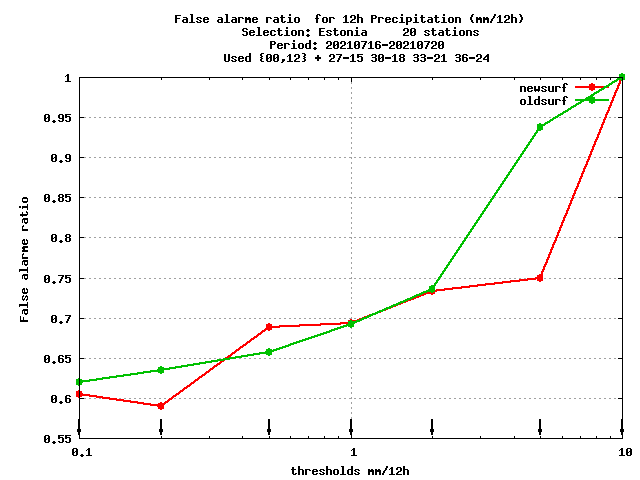 False alarme ratio  for 12h Precipitation (mm/12h)
Selection: Estonia     20 stations
Period: 20210716-20210720
Used {00,12} + 27-15 30-18 33-21 36-24
newsurf
oldsurf
1
0.95
0.9
0.85
0.8
0.75
0.7
0.65
0.6
0.55
False alarme ratio
0.1
1
10
thresholds mm/12h